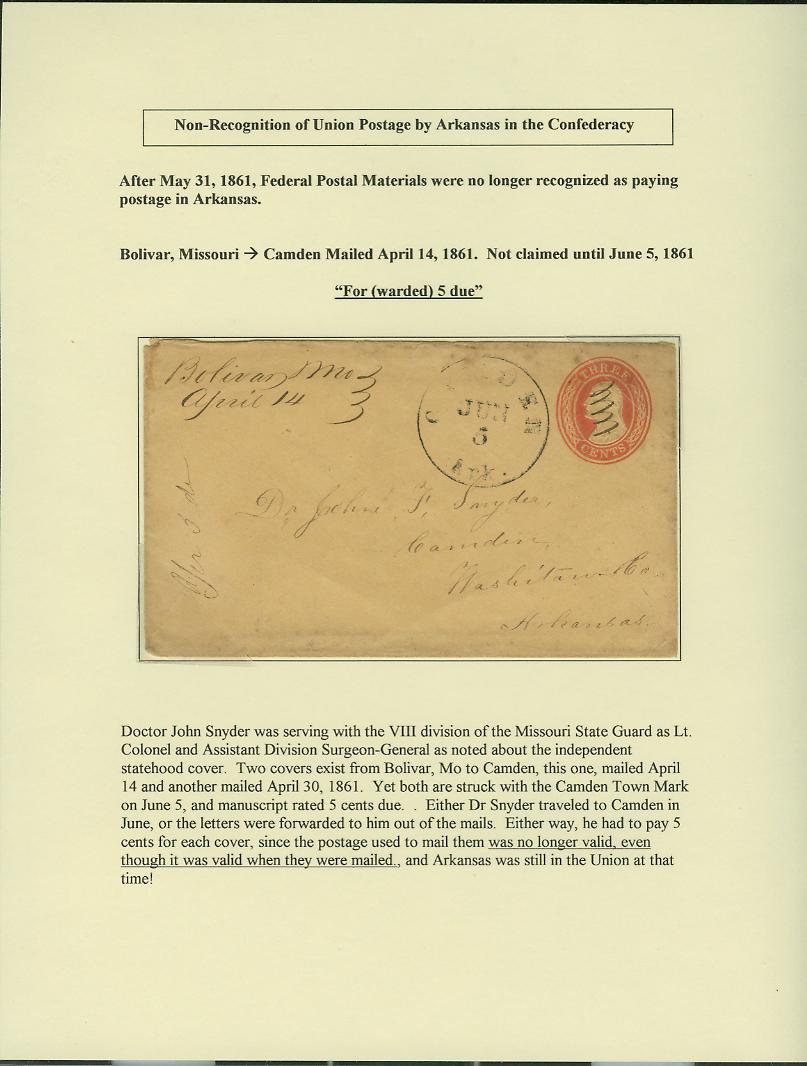 Non-Recognition of Union Postage by Arkansas in the Confederacy
After May 31, 1861, Federal Postal Materials were no longer recognized as paying
postage in Arkansas.
Bolivar, Missouri → Camden Mailed April 14, 1861.  Not claimed until June 5, 1861
“For (warded) 5 due”
Bolivar Mo
April 14
CAMDEN
JUN
5
Ark.
THREE
CENTS
Dr John F. Snyder,
Camden,
Washitaw Co.
Arkansas.
Doctor John Snyder was serving with the VIII division of the Missouri State Guard as Lt.
Colonel and Assistant Division Surgeon-General as noted about the independent
statehood cover.  Two covers exist from Bolivar, Mo to Camden, this one, mailed April
14 and another mailed April 30, 1861.  Yet both are struck with the Camden Town Mark
on June 5, and manuscript rated 5 cents due. .  Either Dr Snyder traveled to Camden in
June, or the letters were forwarded to him out of the mails.  Either way, he had to pay 5
cents for each cover, since the postage used to mail them was no longer valid, even
though it was valid when they were mailed., and Arkansas was still in the Union at that
time!